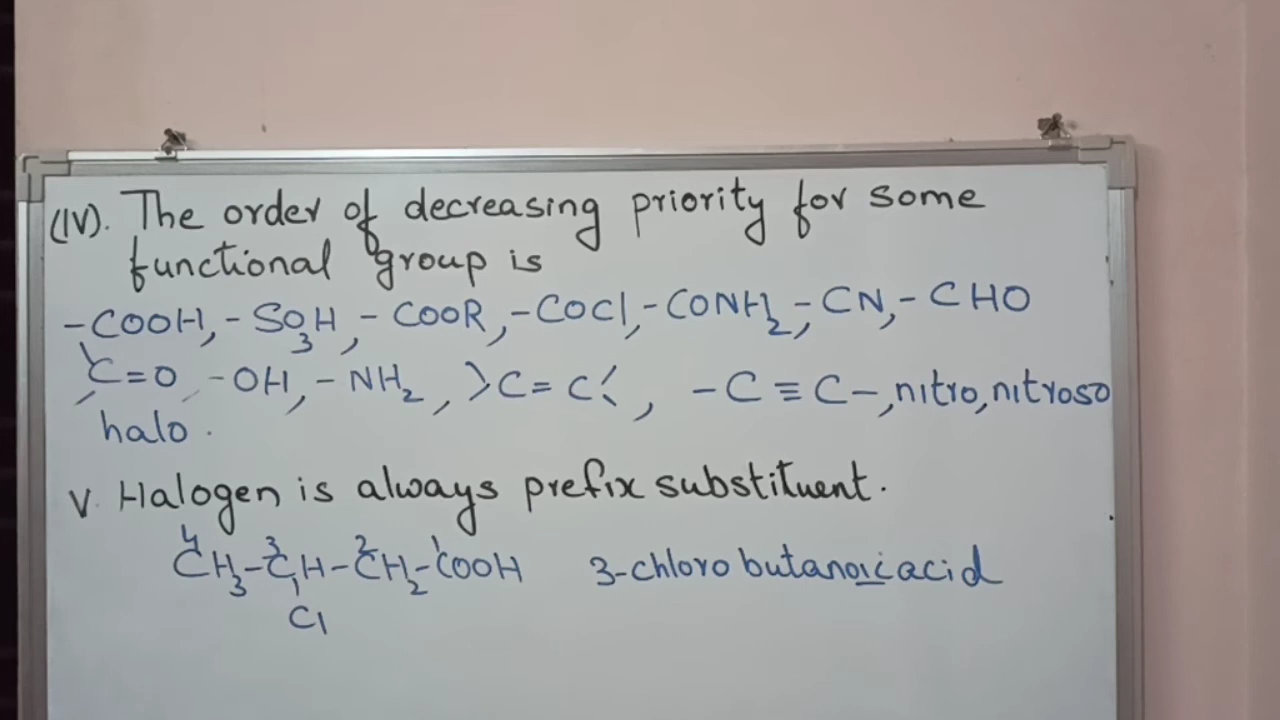 (IV). The order of decreasing priority for some
functional group is
-COOH, -SO3H, -COOR, -COCl, -CONH2, -CN, -CHO
, >C=O, -OH, -NH2, >C=C<, -C≡C-, nitro, nitroso
halo.
V. Halogen is always prefix substituent.
4 3 2 1
CH3-CH-CH2-COOH 3-chloro butanoic acid
Cl